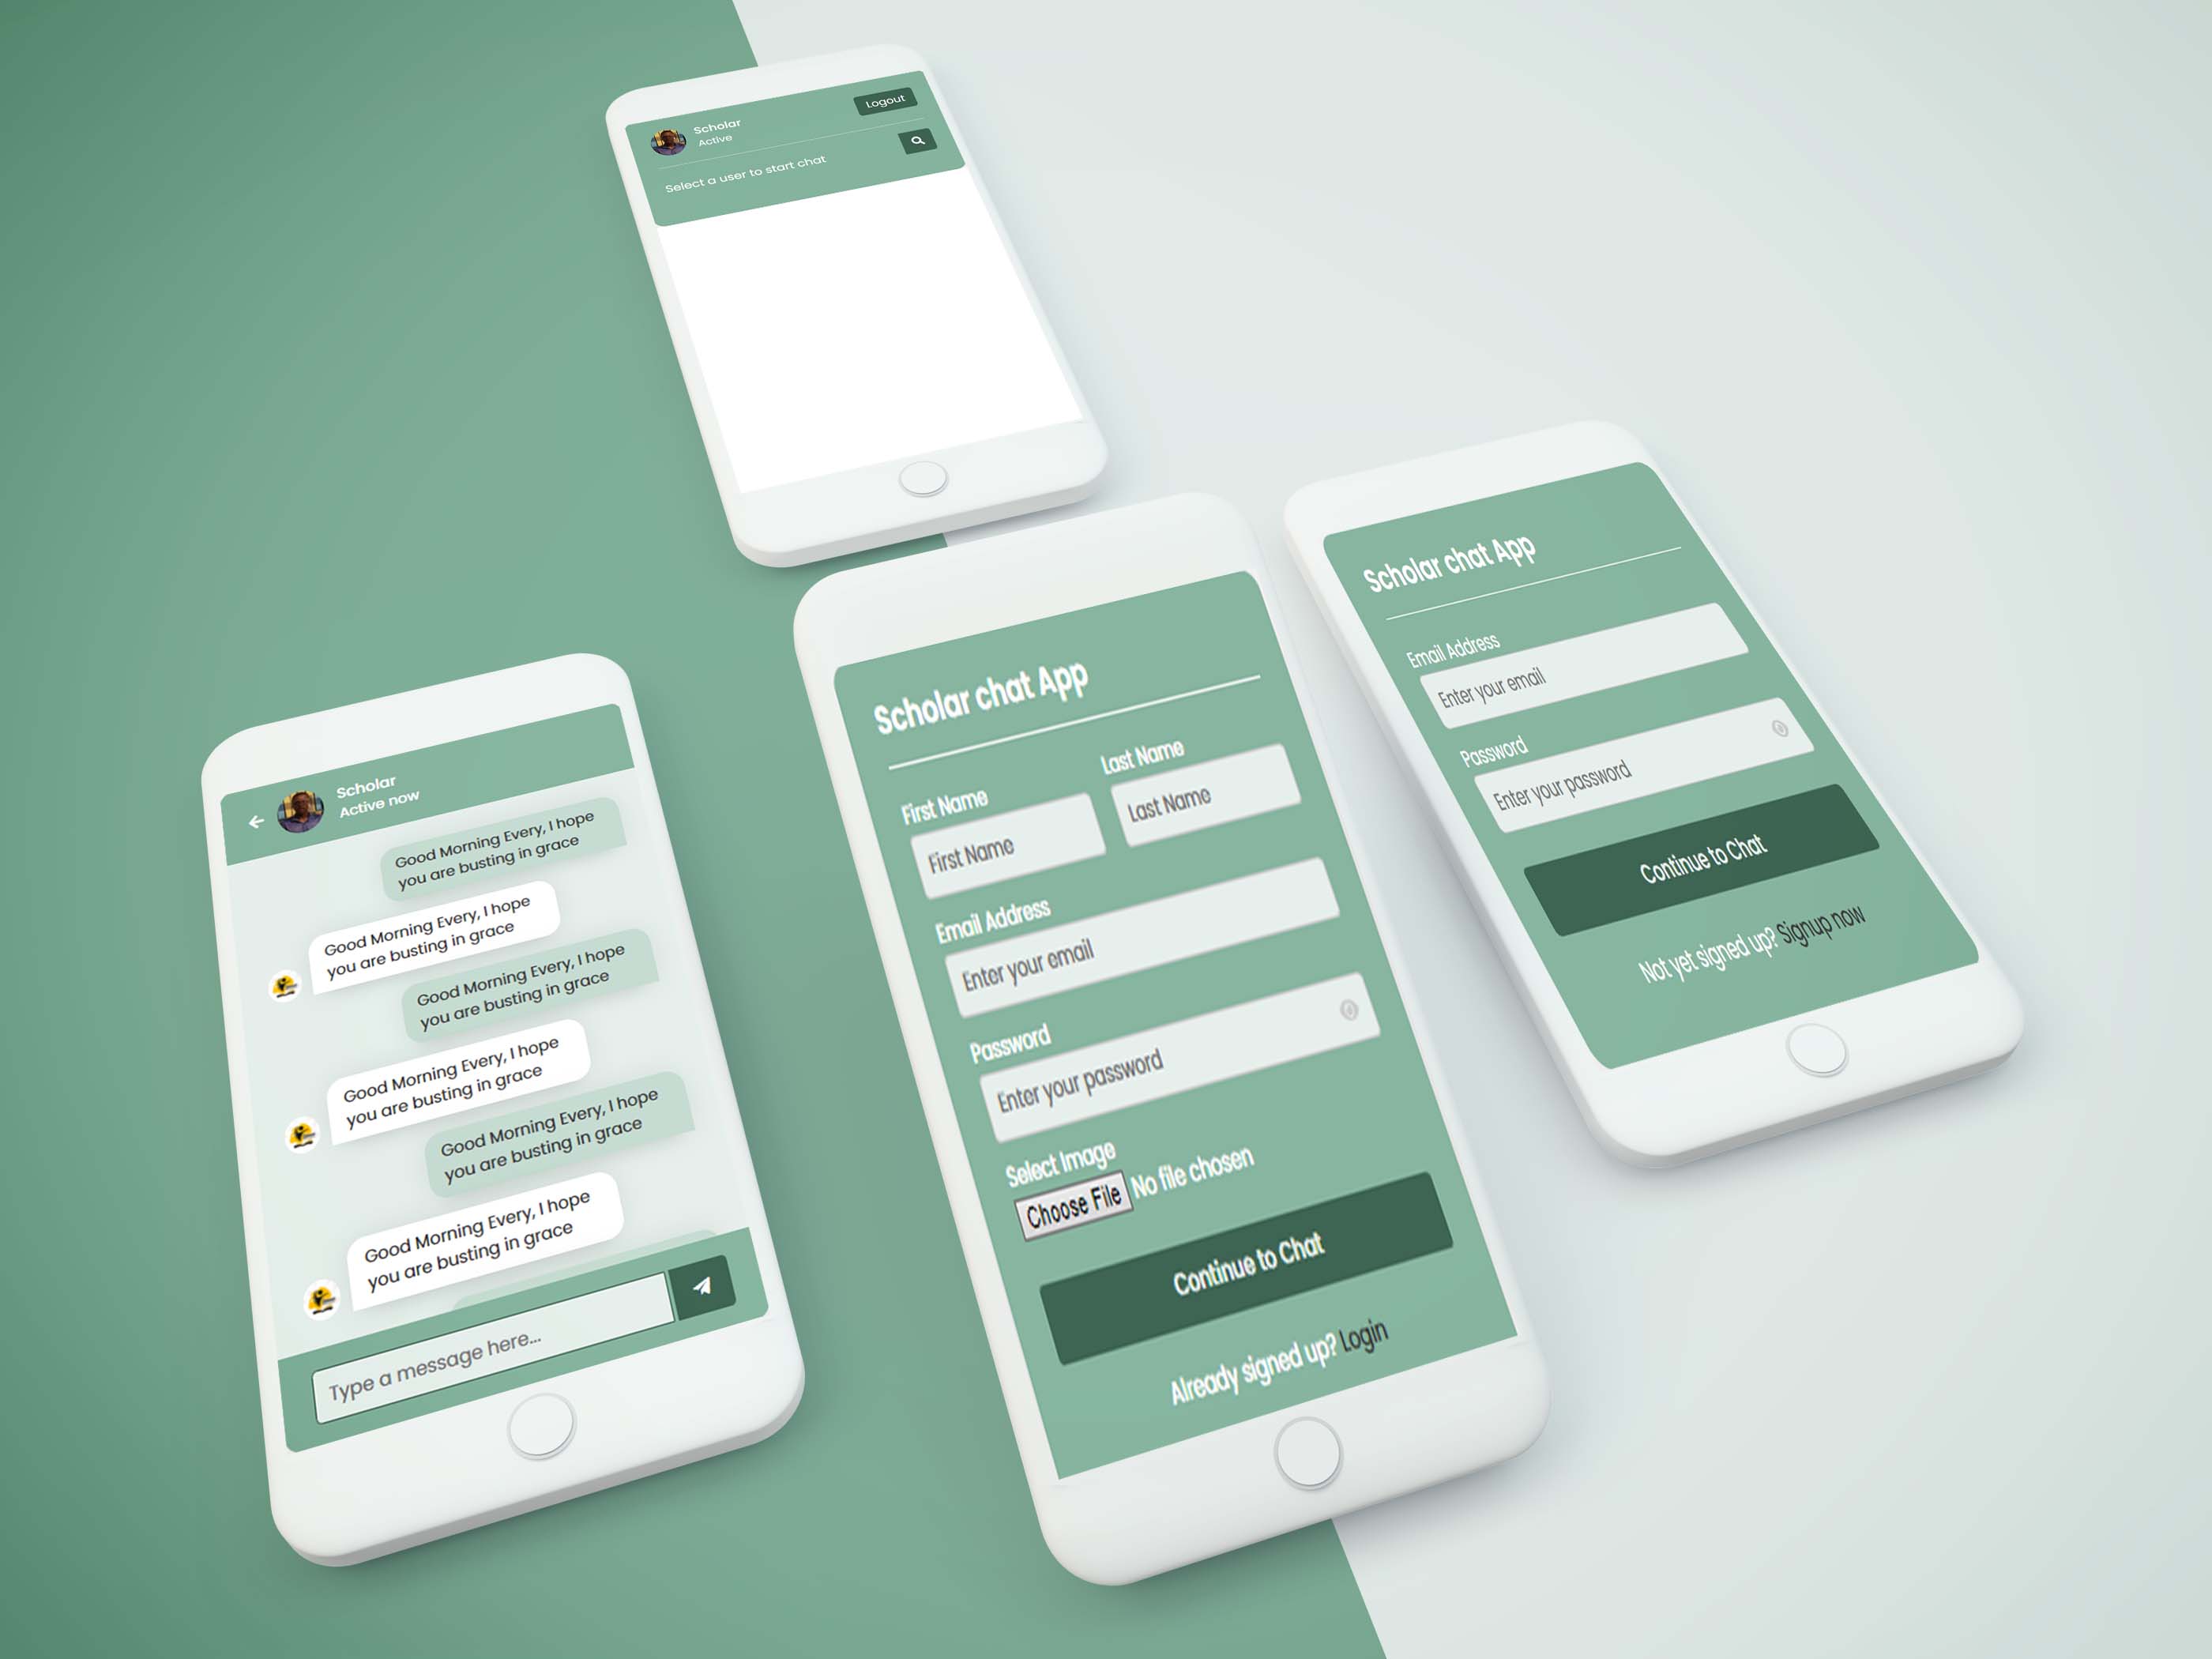 Scholar
Active
Logout
Select a user to start chat
Scholar
Active now
Good Morning Every, I hope
you are busting in grace
Good Morning Every, I hope
you are busting in grace
Good Morning Every, I hope
you are busting in grace
Good Morning Every, I hope
you are busting in grace
Good Morning Every, I hope
you are busting in grace
Good Morning Every, I hope
you are busting in grace
Type a message here...
Scholar chat App
First Name
Last Name
First Name
Last Name
Email Address
Enter your email
Password
Enter your password
Select Image
Choose File No file chosen
Continue to Chat
Already signed up? Login
Scholar chat App
Email Address
Enter your email
Password
Enter your password
Continue to Chat
Not yet signed up? Signup now